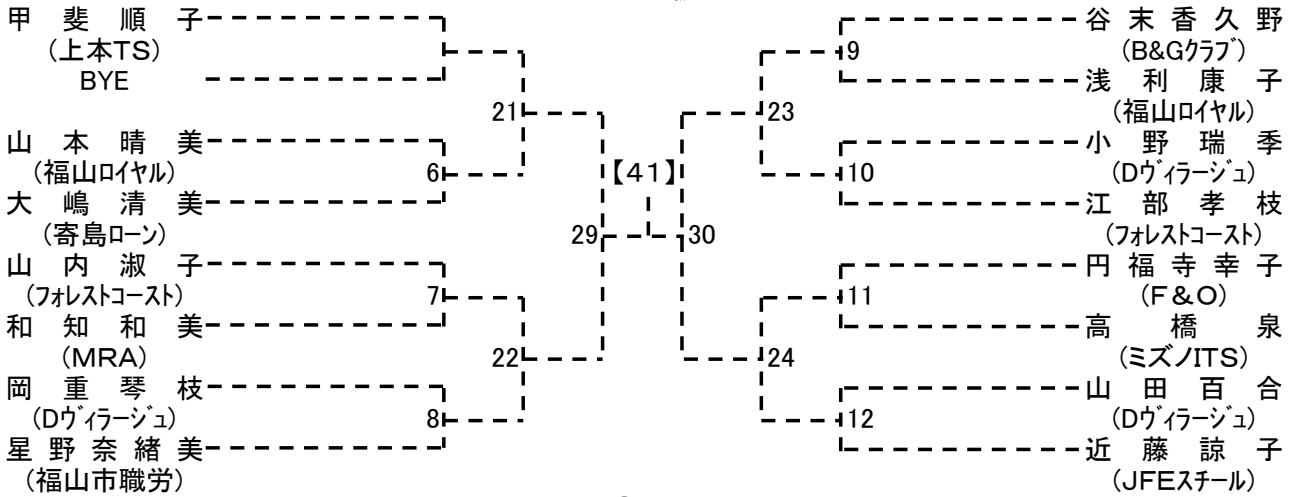 甲斐順子
(上本TS)
BYE
山本晴美
(福山ロイヤル)
大嶋清美
(寄島ローン)
山内淑子
(フォレストコースト)
和知和美
(MRA)
岡重琴枝
(Dヴィラージュ)
星野奈緒美
(福山市職労)
6
7
8
21
22
29
【41】
30
23
24
9
10
11
12
谷末香久野
(B&Gクラブ)
浅利康子
(福山ロイヤル)
小野瑞季
(Dヴィラージュ)
江部孝枝
(フォレストコースト)
円福寺幸子
(F&O)
高橋泉
(ミズノITS)
山田百合
(Dヴィラージュ)
近藤諒子
(JFEスチール)